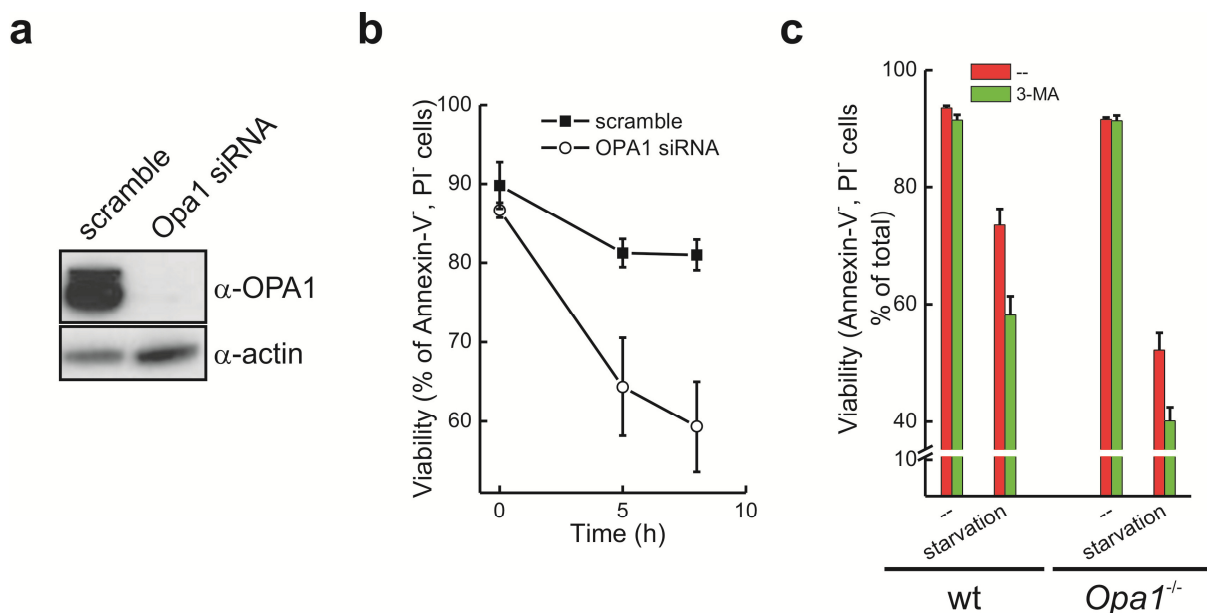 a
scramble
Opa1 siRNA
α-OPA1
α-actin
b
Viability (% of Annexin-V-, PI- cells)
100
90
80
70
60
scramble
OPA1 siRNA
0
5
10
Time (h)
c
Viability (Annexin-V-, PI- cells
% of total)
100
80
60
40
10
--
3-MA
--
starvation
--
starvation
wt
Opa1-/-